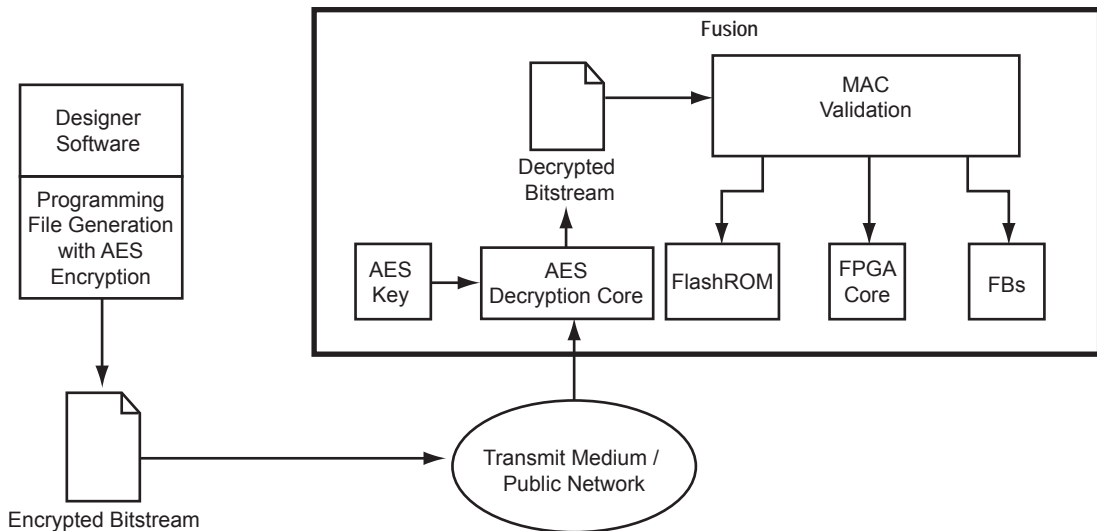 Fusion
Designer
Software
Programming
File Generation
with AES
Encryption
Encrypted Bitstream
Transmit Medium /
Public Network
AES
Key
AES
Decryption Core
Decrypted
Bitstream
MAC
Validation
FlashROM
FPGA
Core
FBs